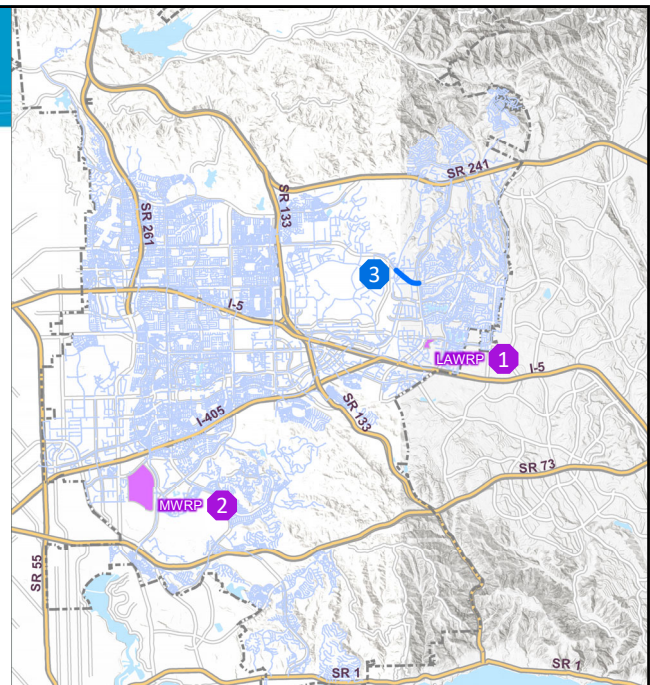 SR 241
SR 133
SR 261
3
I-5
LAWRP 1
I-5
SR 133
I-405
SR 73
MWRP 2
SR 55
SR 1
SR 1